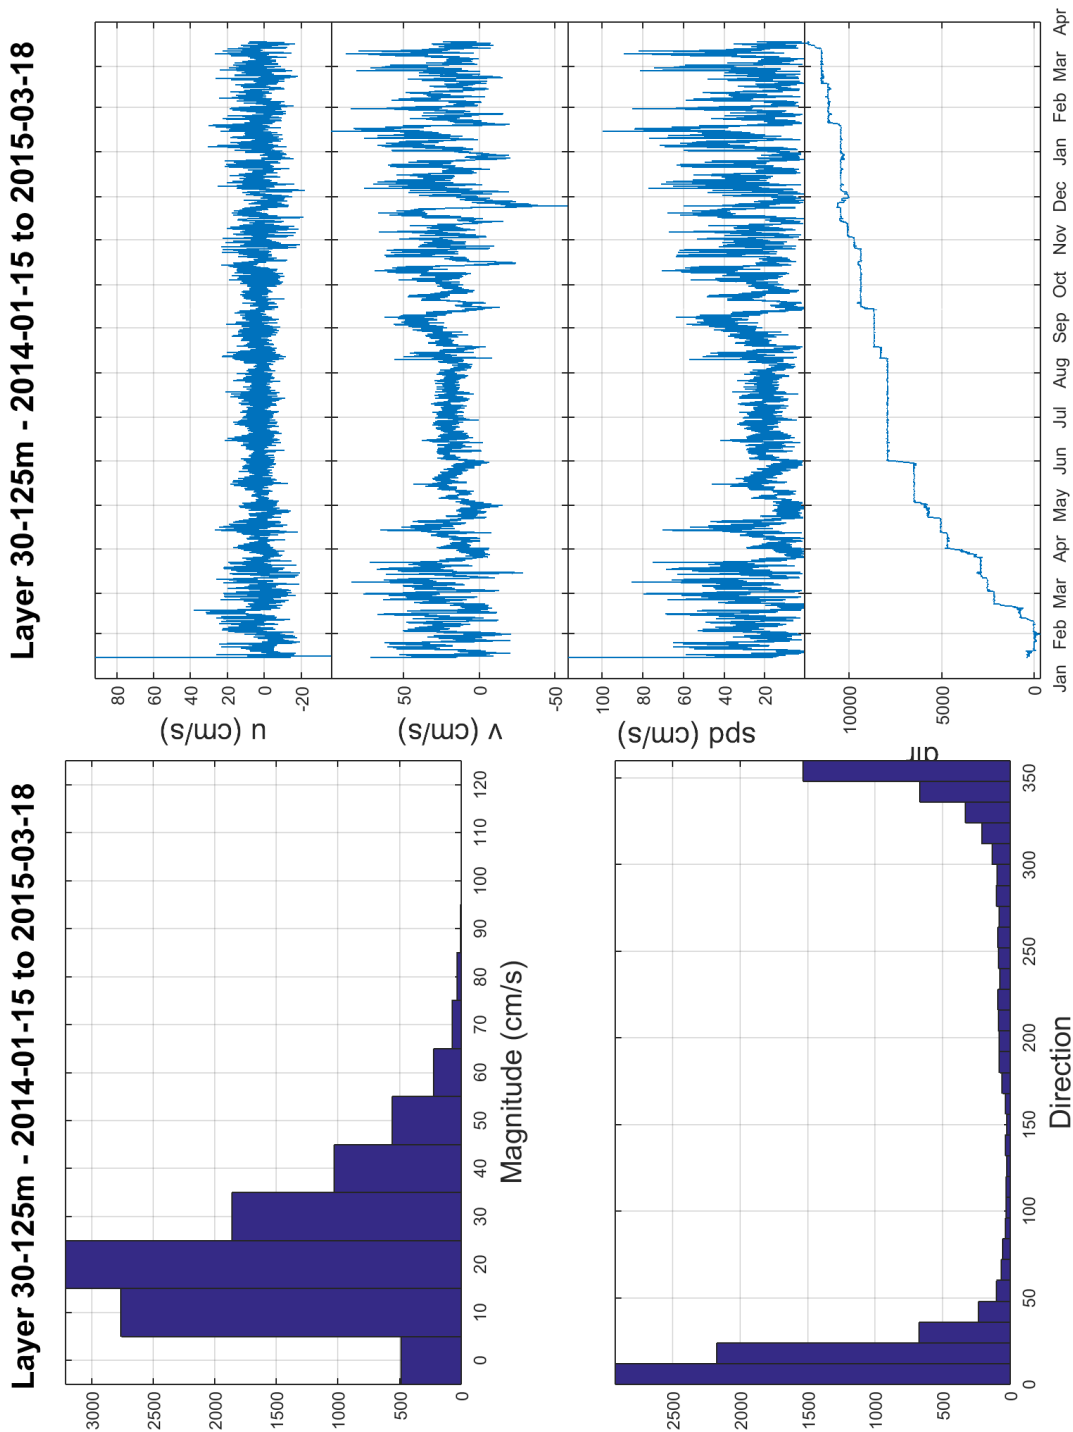 Layer 30-125m - 2014-01-15 to 2015-03-18
3000
2500
2000
1500
1000
500
0
0 10 20 30 40 50 60 70 80 90 100 110 120
Magnitude (cm/s)
2500
2000
1500
1000
500
0
0 50 100 150 200 250 300 350
Direction
Layer 30-125m - 2014-01-15 to 2015-03-18
u (cm/s)
80
60
40
20
0
-20
v (cm/s)
50
0
-50
spd (cm/s)
100
80
60
40
20
dir
10000
5000
0
Jan Feb Mar Apr May Jun Jul Aug Sep Oct Nov Dec Jan Feb Mar Apr